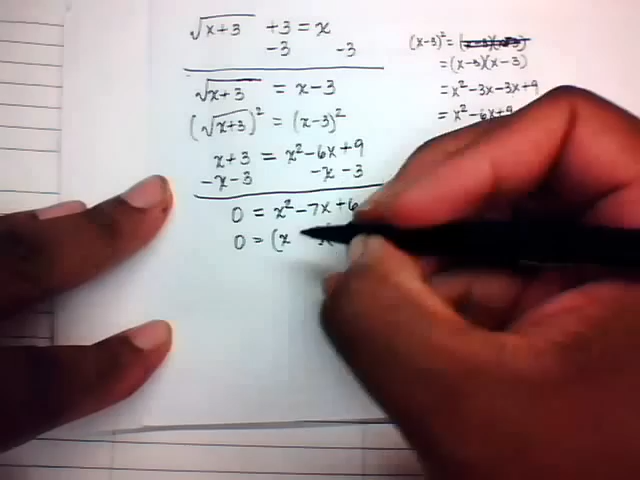 √x+3 +3 = x
-3 -3
√x+3 = x-3
(√x+3)² = (x-3)²
x+3 = x²-6x+9
-x-3 -x-3
0 = x²-7x+6
0 = (x x
(x-3)² =
= (x-3)(x-3)
= x²-3x-3x+9
= x²-6x+9